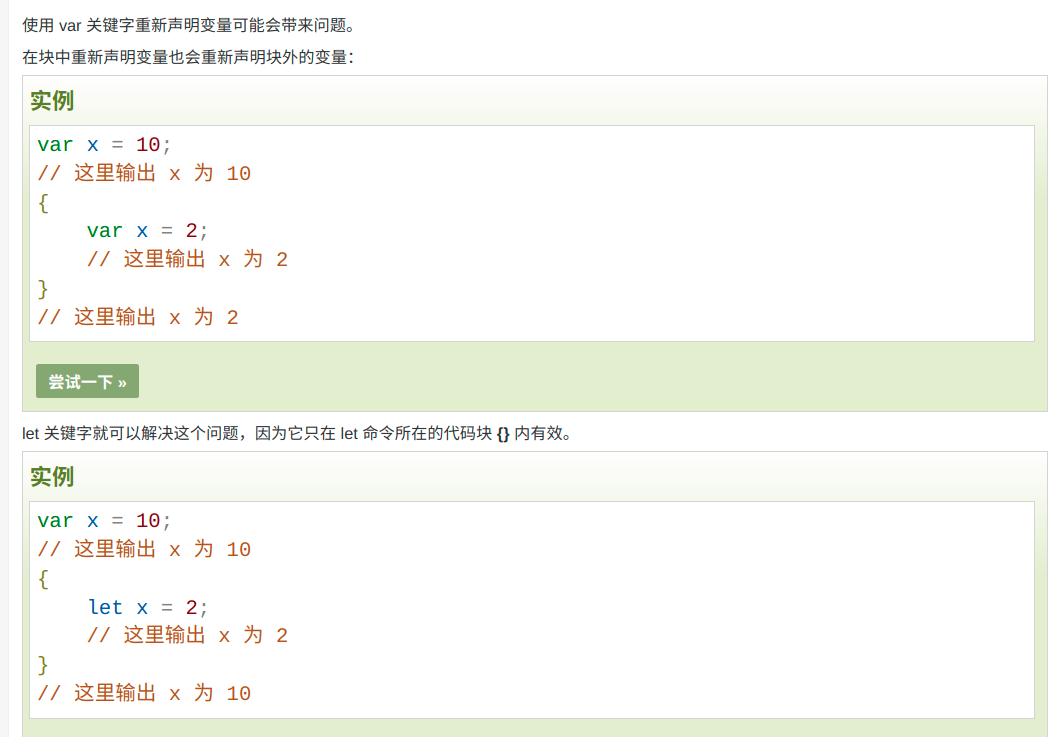 使用 var 关键字重新声明变量可能会带来问题。
在块中重新声明变量也会重新声明块外的变量：
实例
var x = 10;
// 这里输出 x 为 10
{
    var x = 2;
    // 这里输出 x 为 2
}
// 这里输出 x 为 2
尝试一下 »
let 关键字就可以解决这个问题，因为它只在 let 命令所在的代码块 {} 内有效。
实例
var x = 10;
// 这里输出 x 为 10
{
    let x = 2;
    // 这里输出 x 为 2
}
// 这里输出 x 为 10